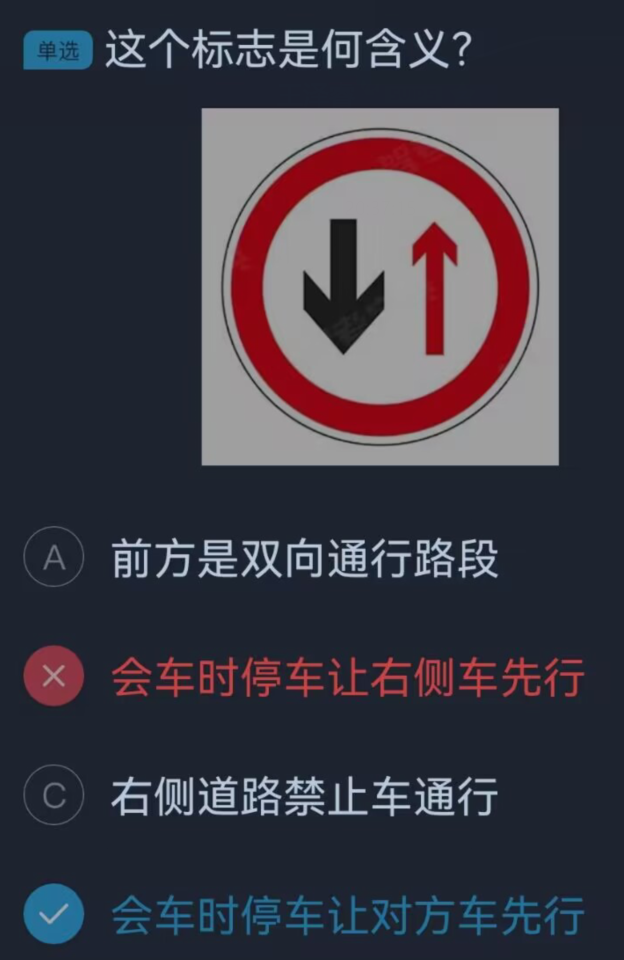 单选 这个标志是何含义？
A 前方是双向通行路段
会车时停车让右侧车先行
C 右侧道路禁止车通行
会车时停车让对方车先行